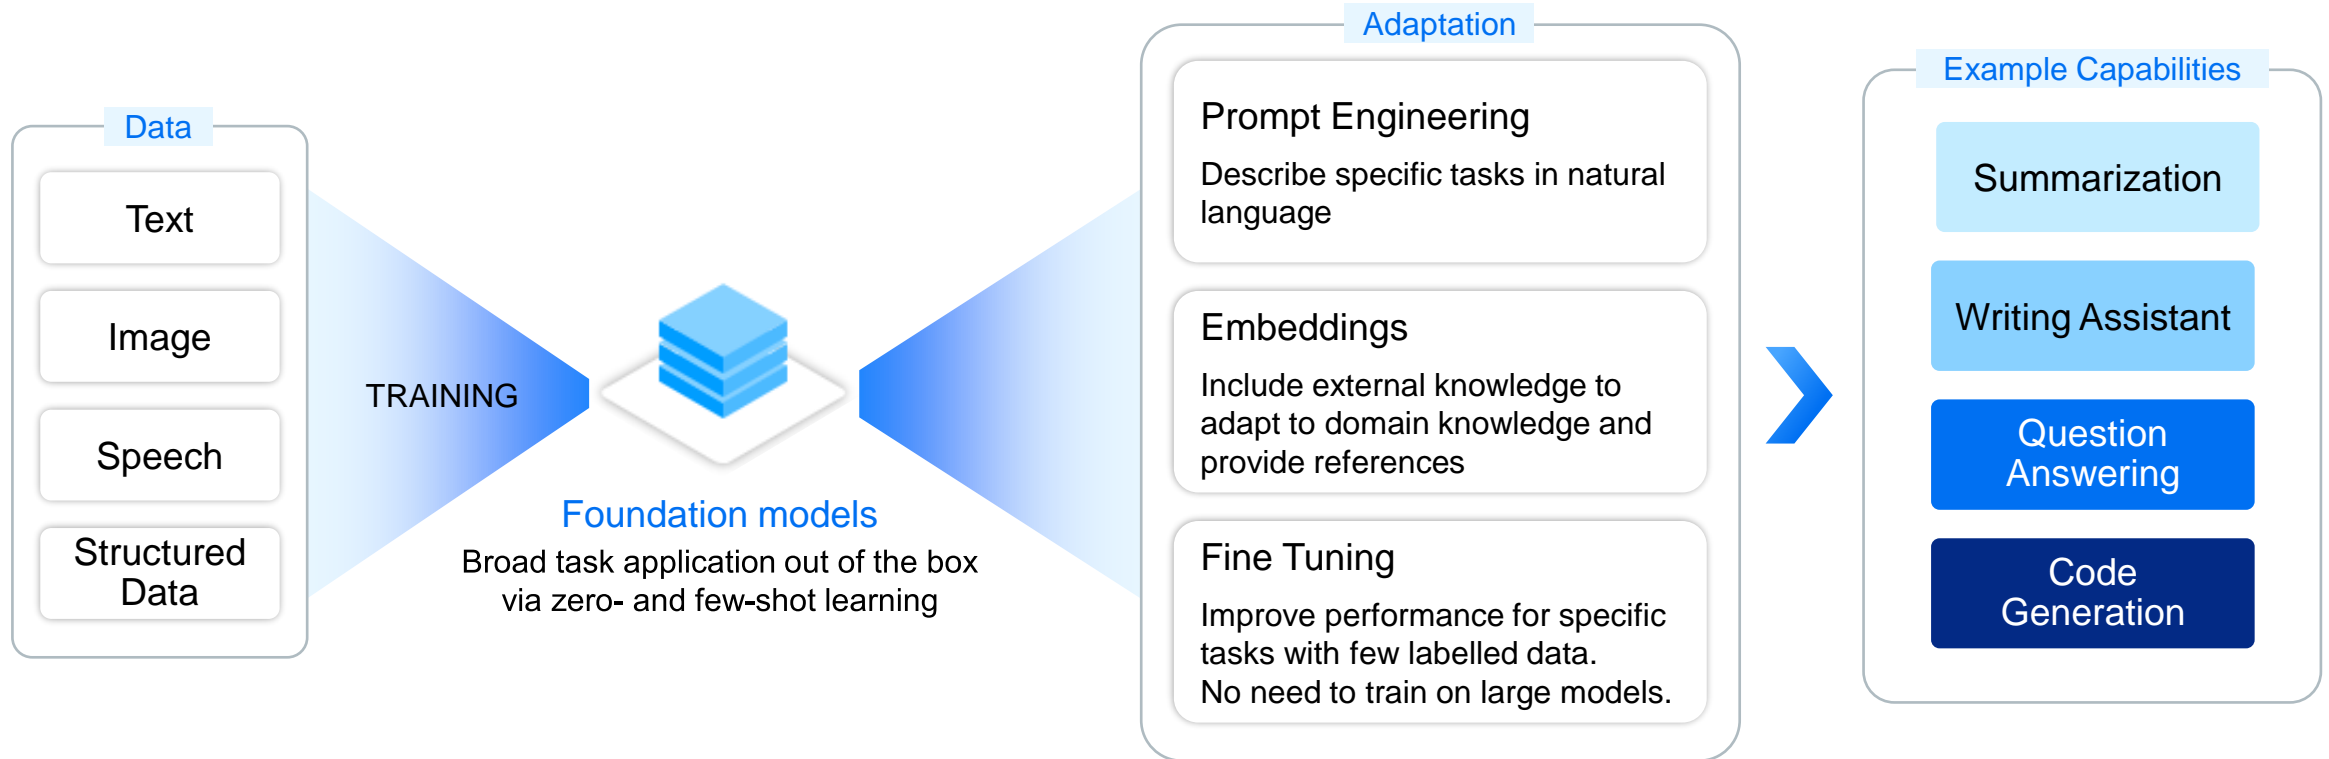 Data
Text
Image
Speech
Structured
Data
TRAINING
Foundation models
Broad task application out of the box
via zero- and few-shot learning
Adaptation
Prompt Engineering
Describe specific tasks in natural
language
Embeddings
Include external knowledge to
adapt to domain knowledge and
provide references
Fine Tuning
Improve performance for specific
tasks with few labelled data.
No need to train on large models.
Example Capabilities
Summarization
Writing Assistant
Question
Answering
Code
Generation